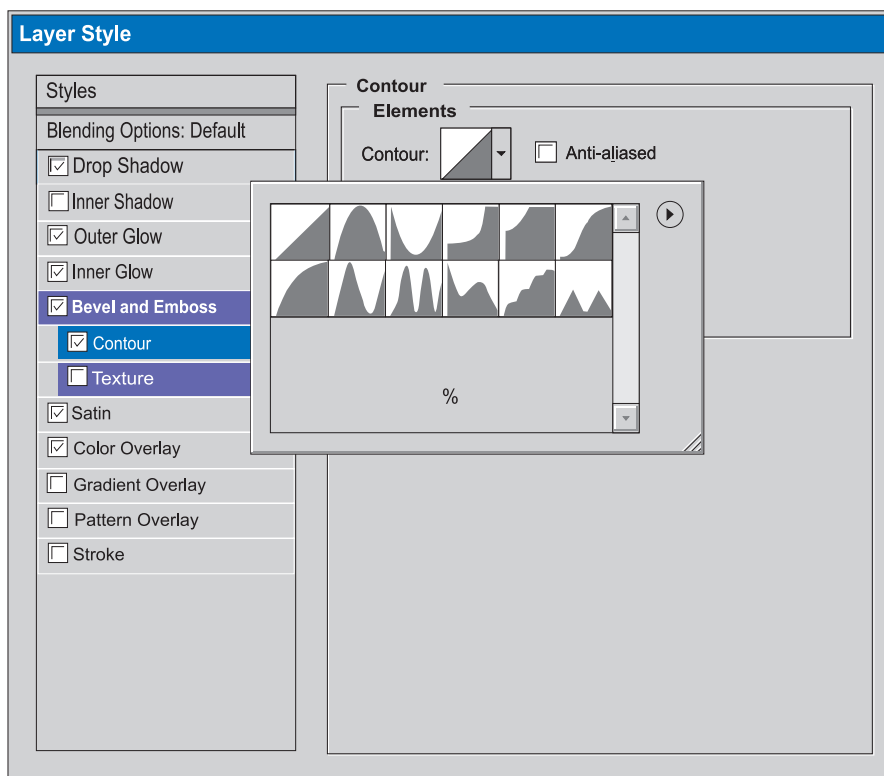 Layer Style
Styles
Blending Options: Default
Drop Shadow
Inner Shadow
Outer Glow
Inner Glow
Bevel and Emboss
Contour
Texture
Satin
Color Overlay
Gradient Overlay
Pattern Overlay
Stroke
Contour
Elements
Contour:
Anti-aliased
%